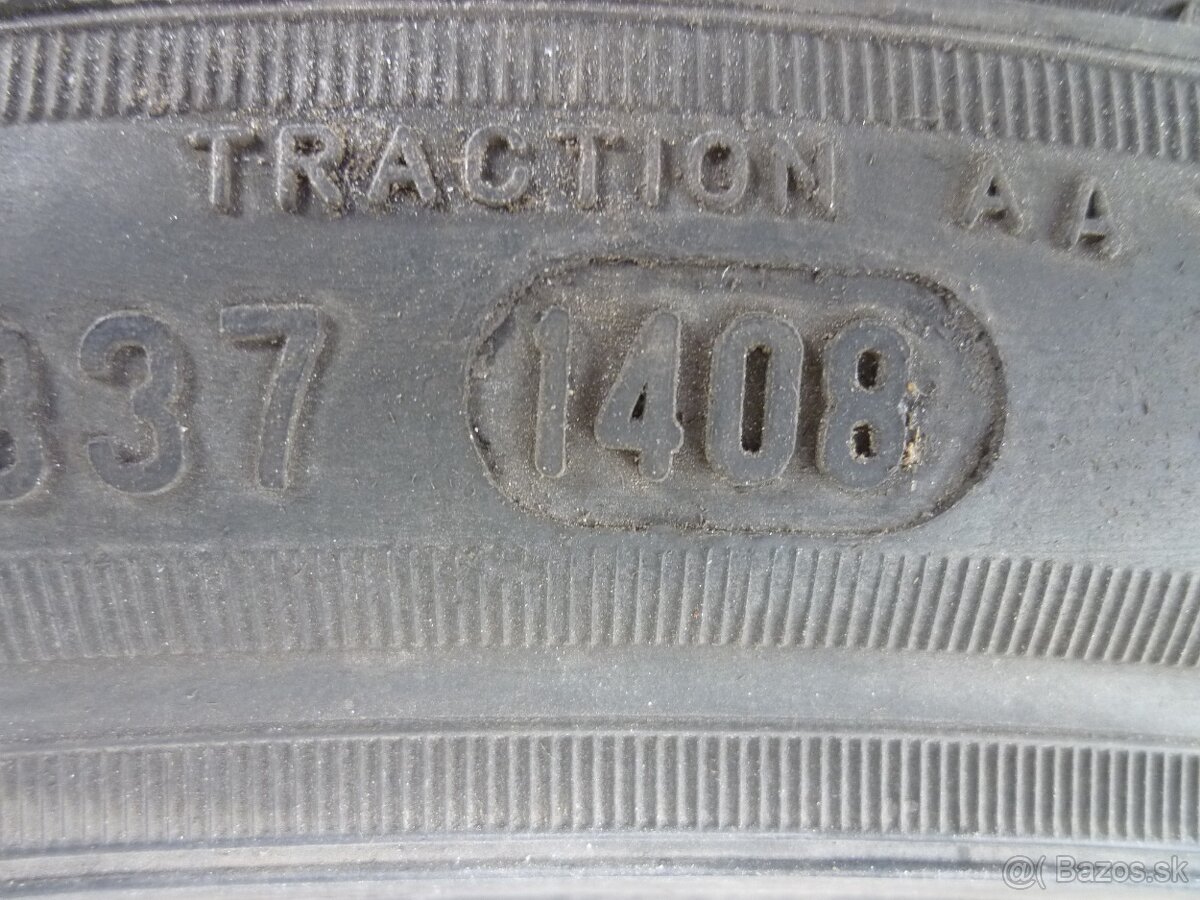 TRACTION AA
337 1408
@( Bazos.sk